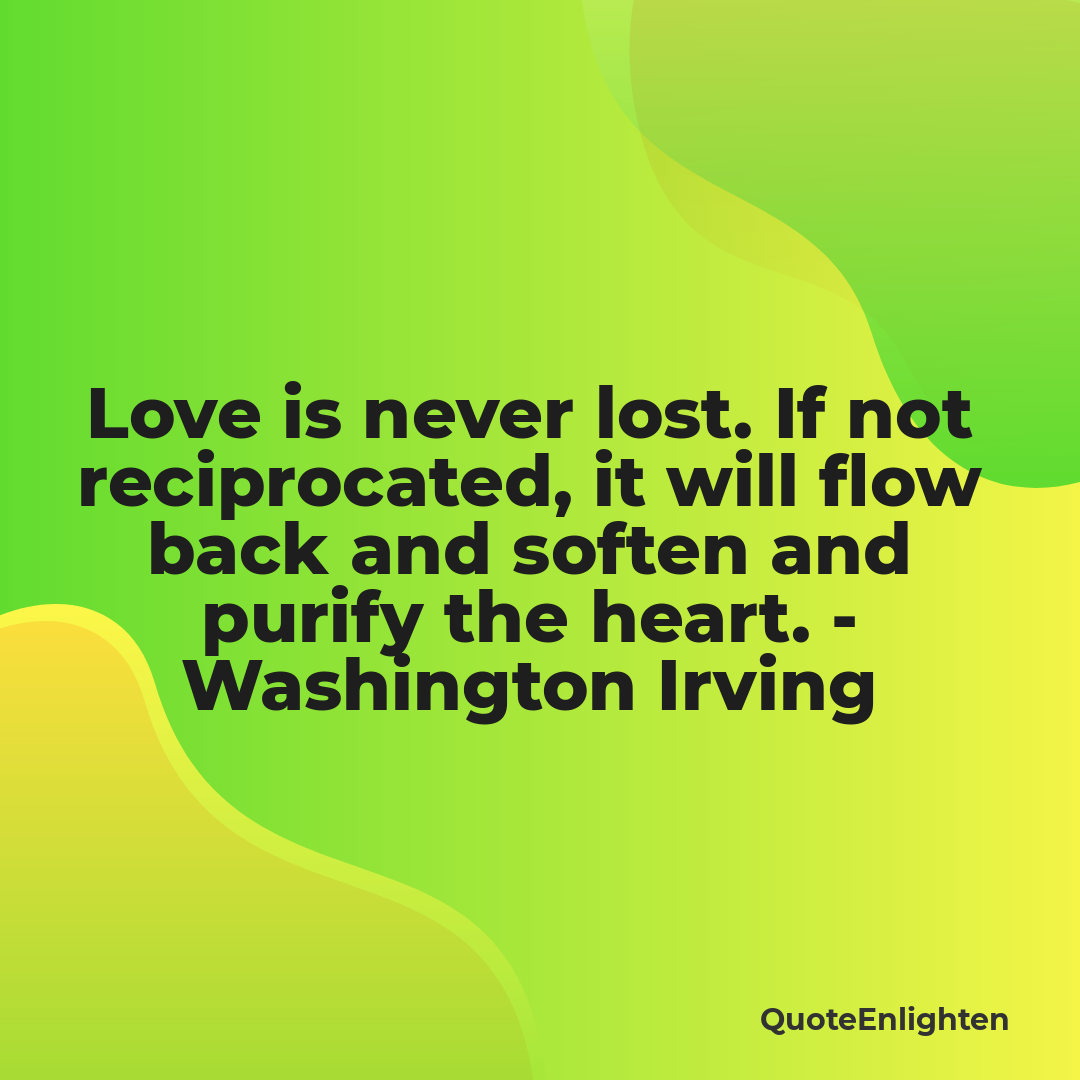 Love is never lost. If not
reciprocated, it will flow
back and soften and
purify the heart. -
Washington Irving
QuoteEnlighten